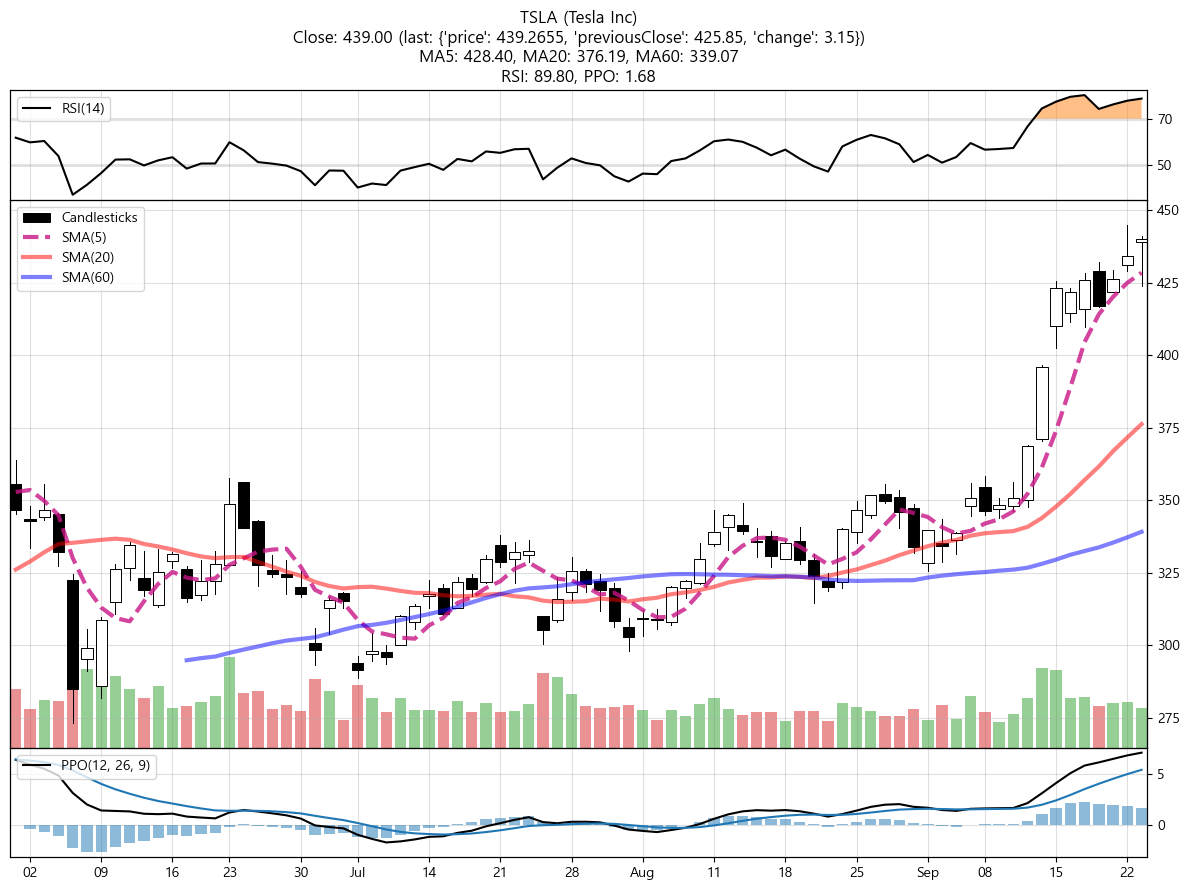 TSLA (Tesla Inc)
Close: 439.00 (last: {'price': 439.2655, 'previousClose': 425.85, 'change': 3.15})
MA5: 428.40, MA20: 376.19, MA60: 339.07
RSI: 89.80, PPO: 1.68
RSI(14)
70
50
Candlesticks
SMA(5)
SMA(20)
SMA(60)
450
425
400
375
350
325
300
275
PPO(12, 26, 9)
5
0
02 09 16 23 30 Jul 14 21 28 Aug 11 18 25 Sep 08 15 22